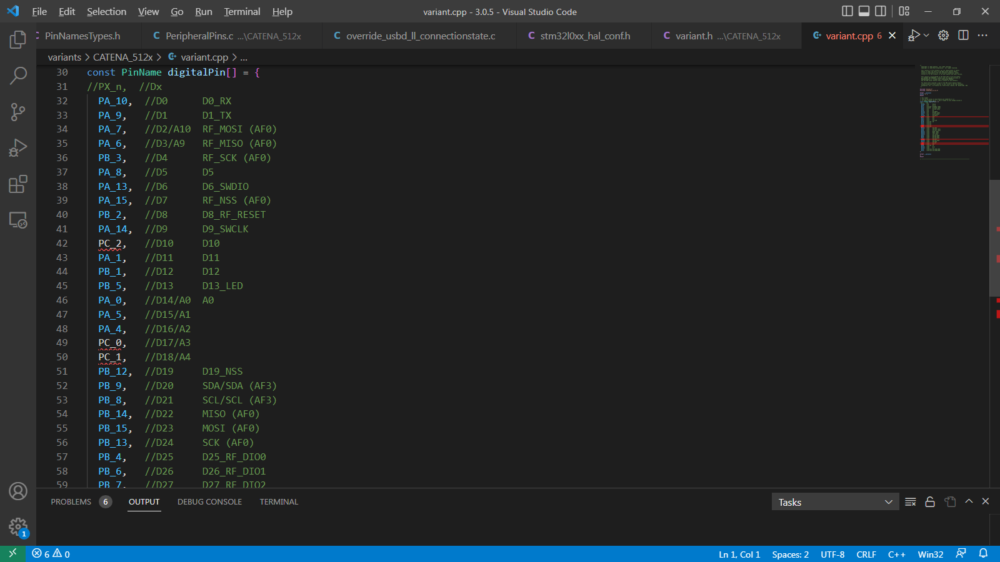 File Edit Selection View Go Run Terminal Help variant.cpp - 3.0.5 - Visual Studio Code
PinNamesTypes.h C PeripheralPins.c ...\CATENA_512x C override_usbd_ll_connectionstate.c C stm32l0xx_hal_conf.h C variant.h ...\CATENA_512x variant.cpp 6
variants > CATENA_512x > variant.cpp > ...
30 const PinName digitalPin[] = {
31 //PX_n, //Dx
32 PA_10, //D0 D0_RX
33 PA_9, //D1 D1_TX
34 PA_7, //D2/A10 RF_MOSI (AF0)
35 PA_6, //D3/A9 RF_MISO (AF0)
36 PB_3, //D4 RF_SCK (AF0)
37 PA_8, //D5 D5
38 PA_13, //D6 D6_SWDIO
39 PA_15, //D7 RF_NSS (AF0)
40 PB_2, //D8 D8_RF_RESET
41 PA_14, //D9 D9_SWCLK
42 PC_2, //D10 D10
43 PA_1, //D11 D11
44 PB_1, //D12 D12
45 PB_5, //D13 D13_LED
46 PA_0, //D14/A0 A0
47 PA_5, //D15/A1
48 PA_4, //D16/A2
49 PC_0, //D17/A3
50 PC_1, //D18/A4
51 PB_12, //D19 D19_NSS
52 PB_9, //D20 SDA/SDA (AF3)
53 PB_8, //D21 SCL/SCL (AF3)
54 PB_14, //D22 MISO (AF0)
55 PB_15, //D23 MOSI (AF0)
56 PB_13, //D24 SCK (AF0)
57 PB_4, //D25 D25_RF_DIO0
58 PB_6, //D26 D26_RF_DIO1
59 PB_7, //D27 D27_RF_DIO2
PROBLEMS 6 OUTPUT DEBUG CONSOLE TERMINAL Tasks
1
6 0 Ln 1, Col 1 Spaces: 2 UTF-8 CRLF C++ Win32